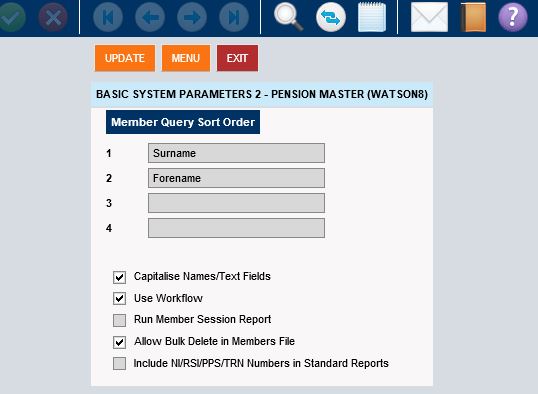 UPDATE MENU EXIT
BASIC SYSTEM PARAMETERS 2 - PENSION MASTER (WATSON8)
Member Query Sort Order
1 Surname
2 Forename
3
4
Capitalise Names/Text Fields
Use Workflow
Run Member Session Report
Allow Bulk Delete in Members File
Include NI/RSI/PPS/TRN Numbers in Standard Reports